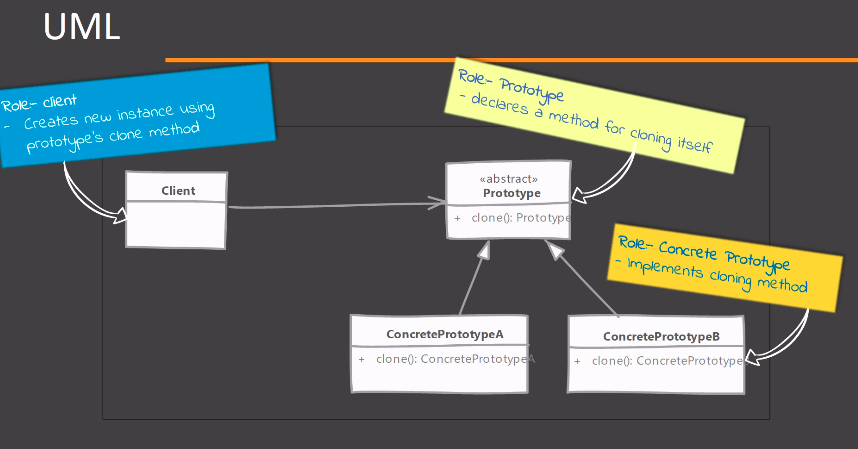 UML
Role:- client
- Creates new instance using
prototype's clone method
Role:- Prototype
- declares a method for cloning itself
Client
«abstract»
Prototype
+ clone(): Prototype
Role:- Concrete Prototype
- Implements cloning method
ConcretePrototypeA
+ clone(): ConcretePrototypeA
ConcretePrototypeB
+ clone(): ConcretePrototype